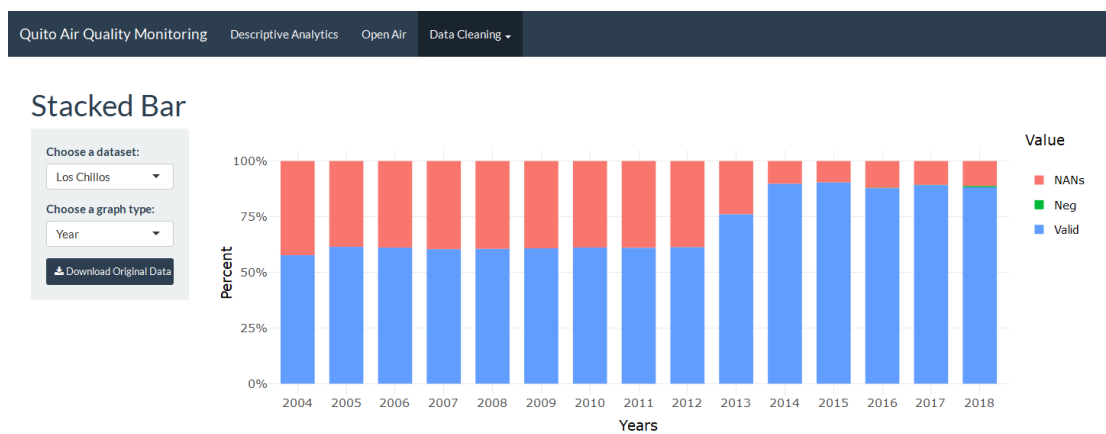 Quito Air Quality Monitoring Descriptive Analytics Open Air Data Cleaning
Stacked Bar
Choose a dataset:
Los Chillos
Choose a graph type:
Year
Download Original Data
Value
NANs
Neg
Valid
Percent
100%
75%
50%
25%
0%
2004 2005 2006 2007 2008 2009 2010 2011 2012 2013 2014 2015 2016 2017 2018
Years